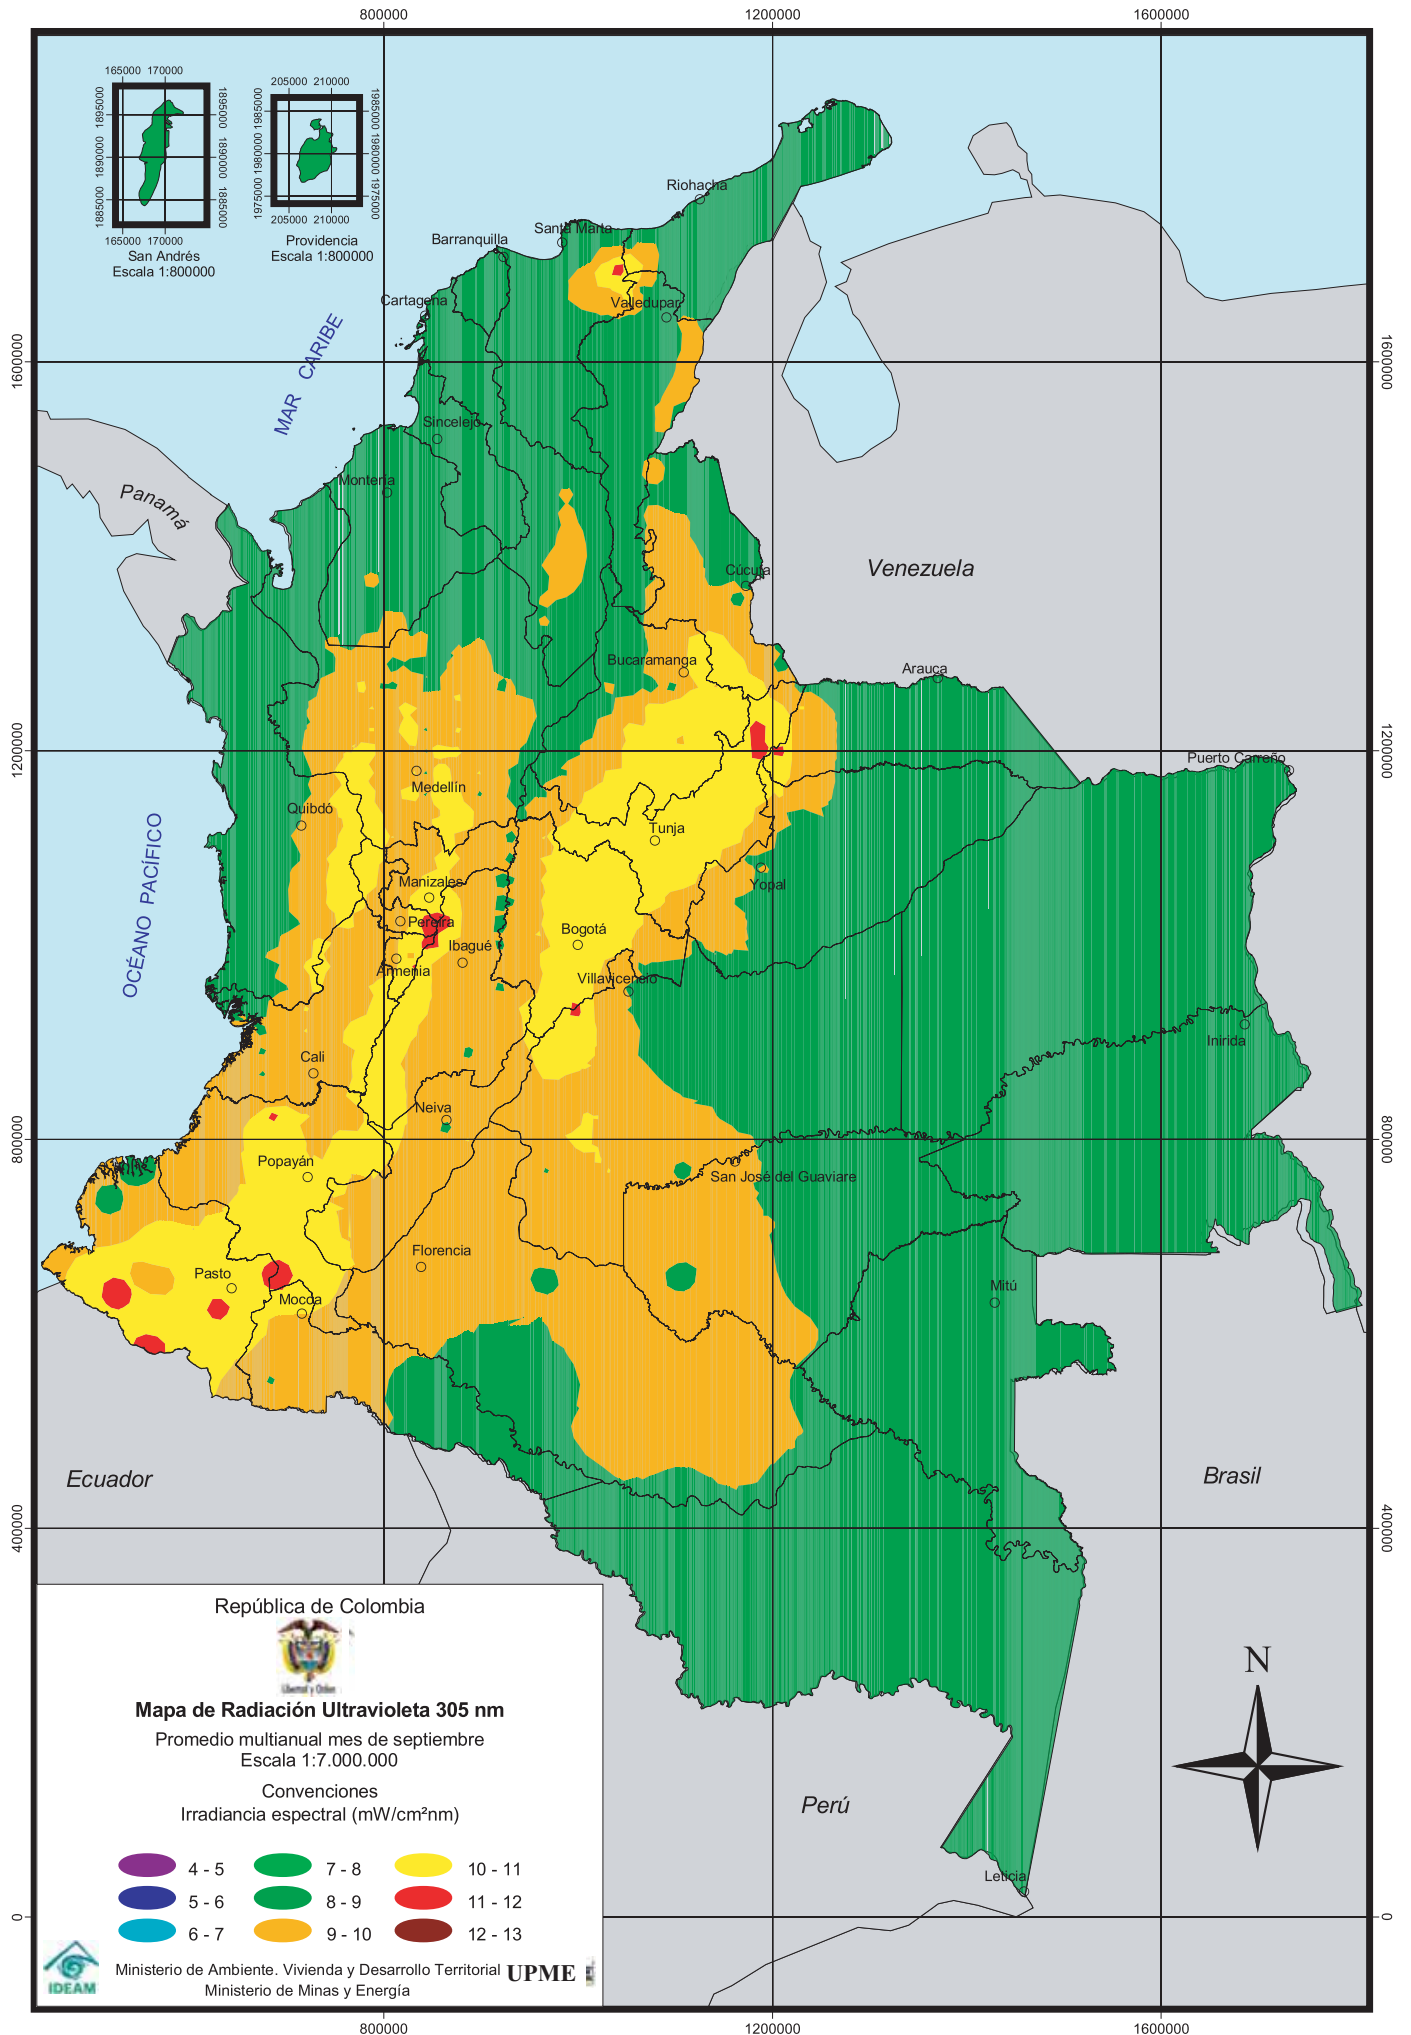 800000 1200000 1600000
165000 170000
205000 210000
1895000
1890000
1885000
1895000
1890000
1885000
1985000
1980000
1975000
1985000
1980000
1975000
165000 170000
San Andrés
Escala 1:800000
205000 210000
Providencia
Escala 1:800000
Riohacha
Santa Marta
Barranquilla
Cartagena
Valledupar
MAR CARIBE
1600000
1600000
Sincelejo
Montería
Panamá
Venezuela
Cúcuta
Bucaramanga
Arauca
1200000
1200000
Puerto Carreño
Medellín
Quibdó
Tunja
OCÉANO PACÍFICO
Manizales
Yopal
Pereira
Bogotá
Ibagué
Armenia
Villavicencio
Inirida
Cali
Neiva
800000
800000
Popayán
San José del Guaviare
Florencia
Pasto
Mocoa
Mitú
Ecuador
Brasil
400000
400000
República de Colombia
Libertad y Orden
Mapa de Radiación Ultravioleta 305 nm
Promedio multianual mes de septiembre
Escala 1:7.000.000
Convenciones
Irradiancia espectral (mW/cm²nm)
4 - 5 7 - 8 10 - 11
5 - 6 8 - 9 11 - 12
6 - 7 9 - 10 12 - 13
IDEAM
Ministerio de Ambiente. Vivienda y Desarrollo Territorial
Ministerio de Minas y Energía
UPME
N
Perú
Leticia
0
0
800000 1200000 1600000